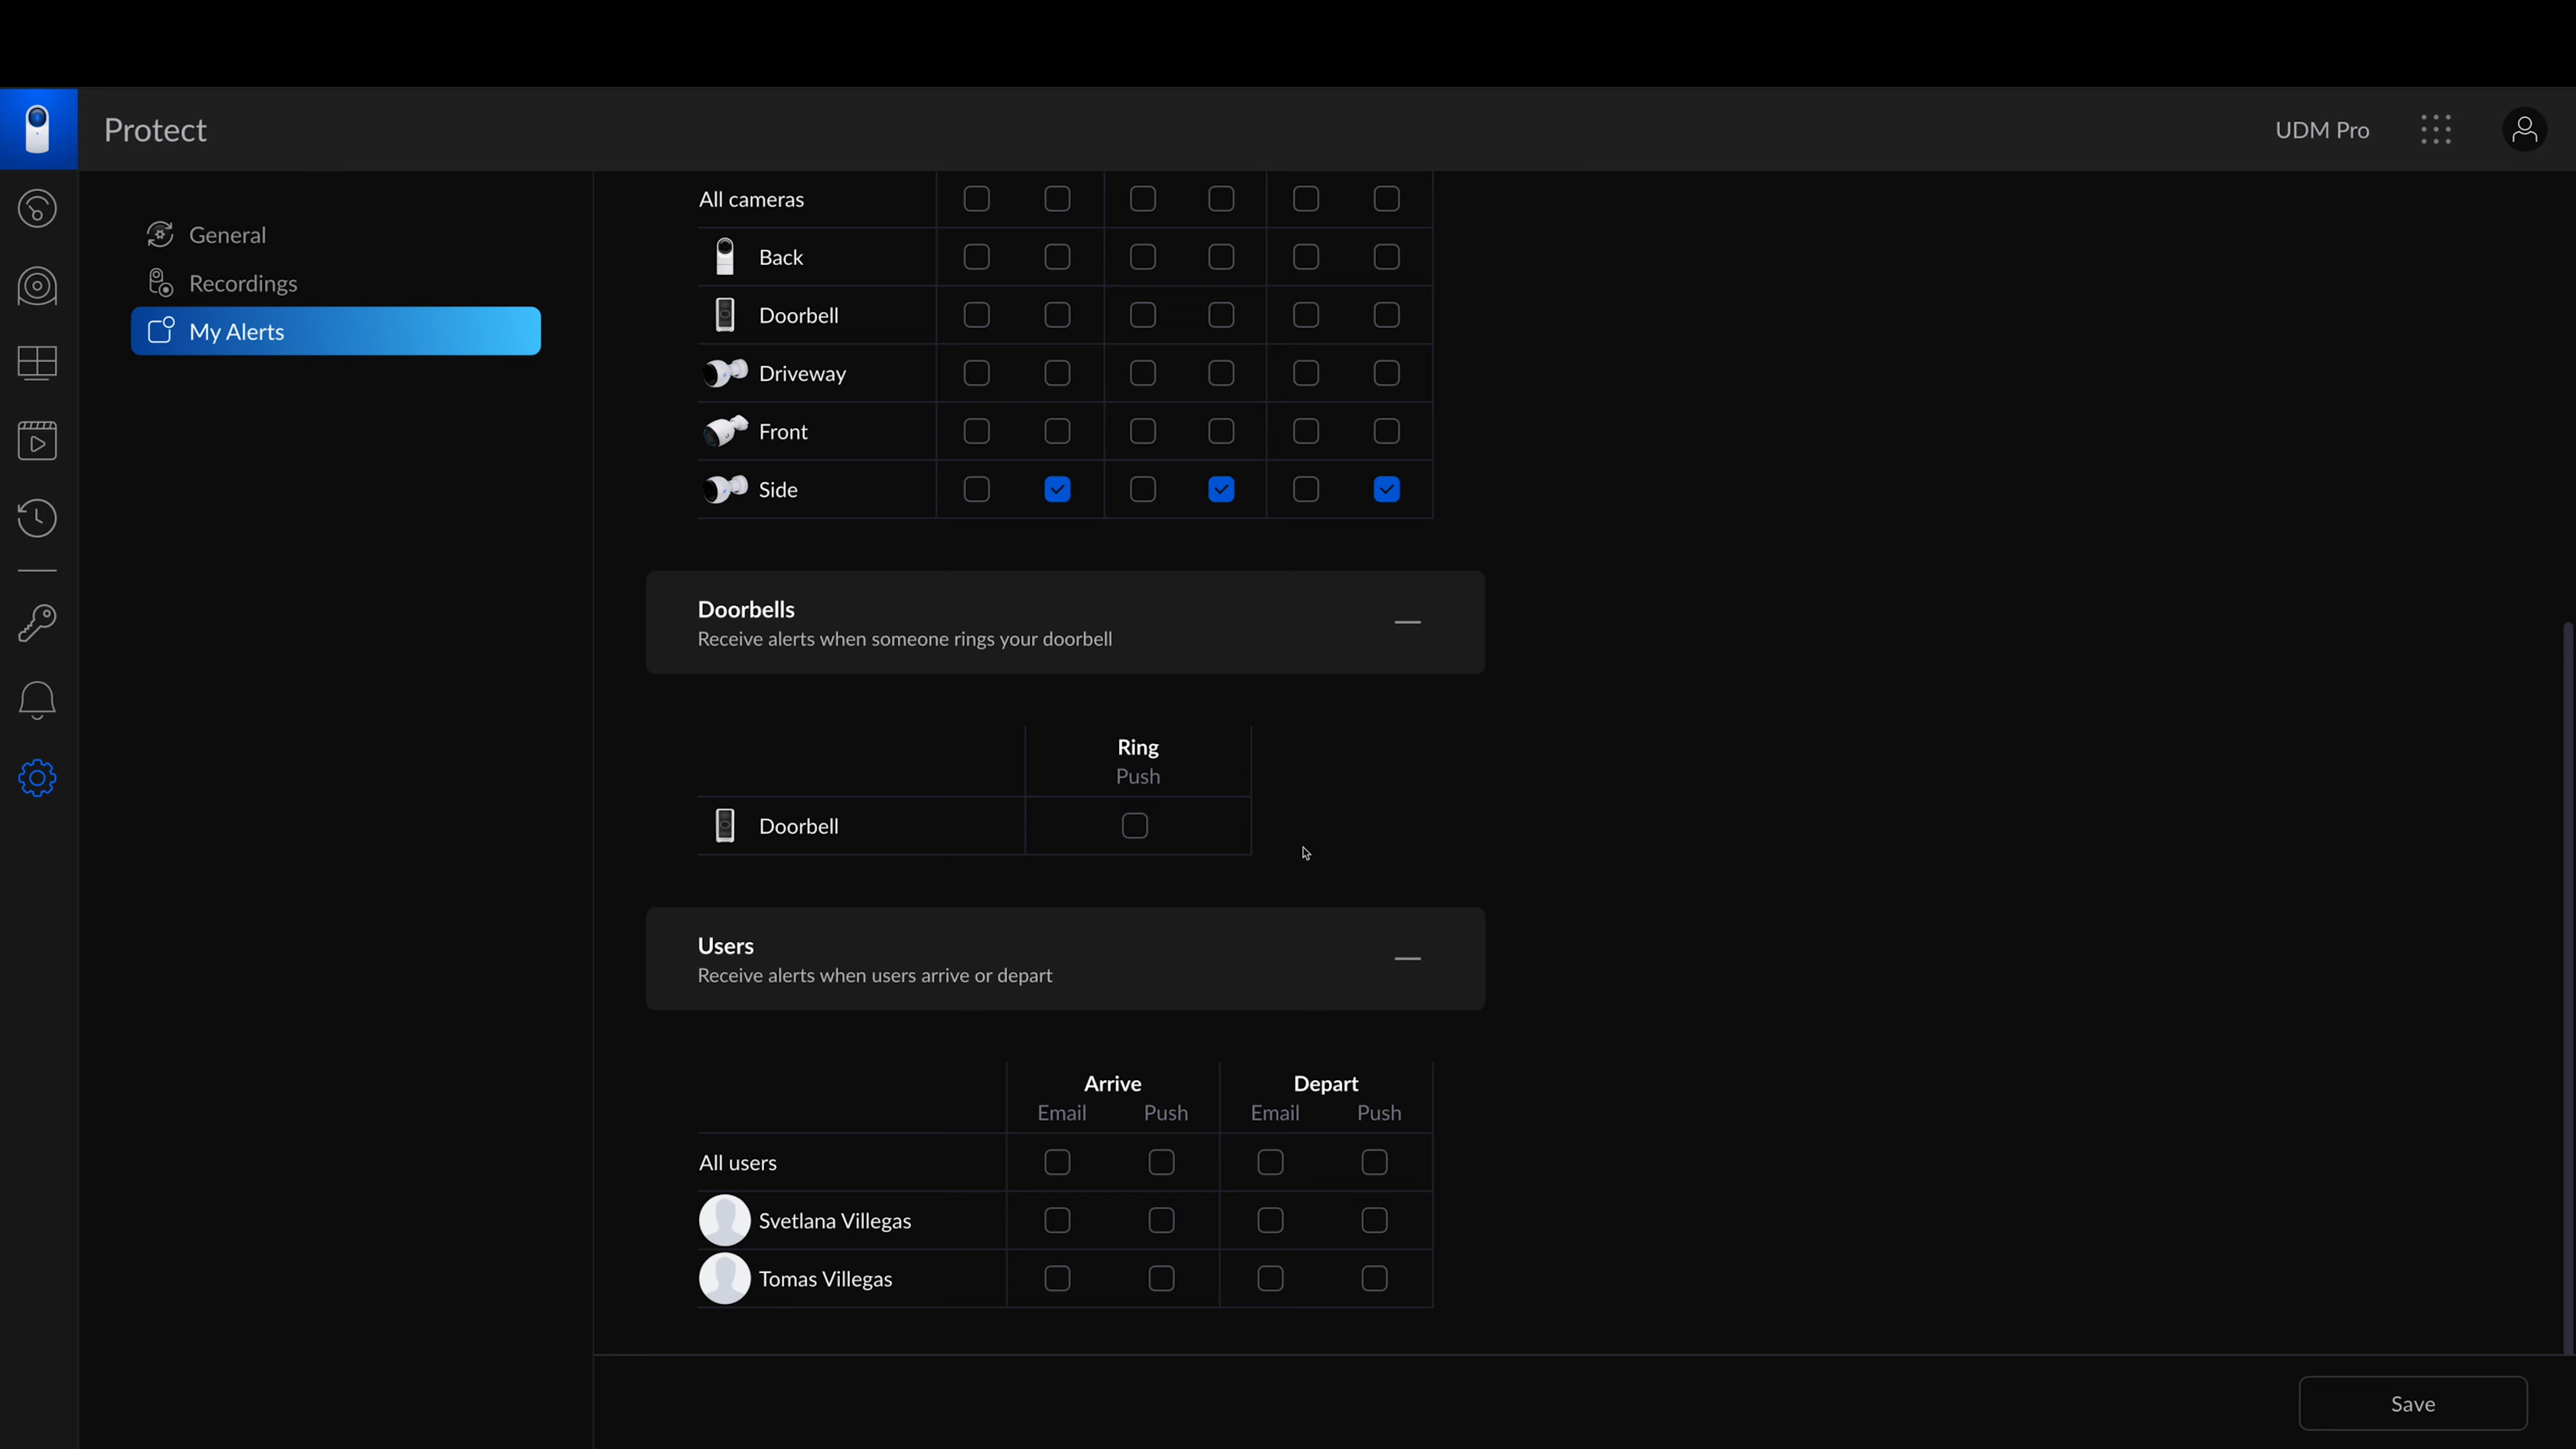 Protect
UDM Pro
General
Recordings
My Alerts
All cameras
Back
Doorbell
Driveway
Front
Side
Doorbells
Receive alerts when someone rings your doorbell
Ring
Push
Doorbell
Users
Receive alerts when users arrive or depart
Arrive Depart
Email Push Email Push
All users
Svetlana Villegas
Tomas Villegas
Save